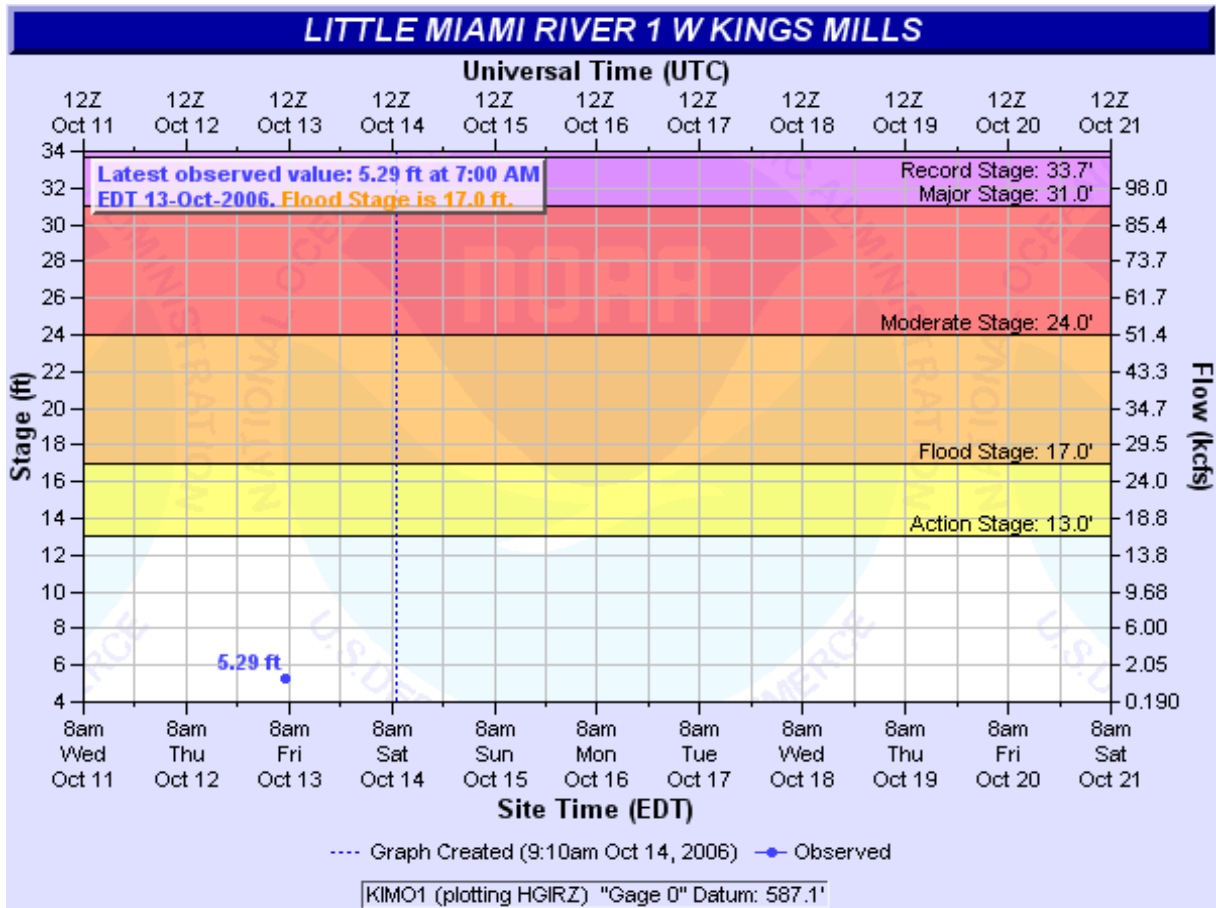 LITTLE MIAMI RIVER 1 W KINGS MILLS
Universal Time (UTC)
12Z 12Z 12Z 12Z 12Z 12Z 12Z 12Z 12Z 12Z 12Z
Oct 11 Oct 12 Oct 13 Oct 14 Oct 15 Oct 16 Oct 17 Oct 18 Oct 19 Oct 20 Oct 21
Latest observed value: 5.29 ft at 7:00 AM
EDT 13-Oct-2006. Flood Stage is 17.0 ft.
Record Stage: 33.7'
Major Stage: 31.0'
Moderate Stage: 24.0'
Flood Stage: 17.0'
Action Stage: 13.0'
NOAA
5.29 ft
Stage (ft)
34
32
30
28
26
24
22
20
18
16
14
12
10
8
6
4
Flow (kcfs)
98.0
85.4
73.7
61.7
51.4
43.3
34.7
29.5
24.0
18.8
13.8
9.68
6.00
2.05
0.190
8am 8am 8am 8am 8am 8am 8am 8am 8am 8am 8am
Wed Thu Fri Sat Sun Mon Tue Wed Thu Fri Sat
Oct 11 Oct 12 Oct 13 Oct 14 Oct 15 Oct 16 Oct 17 Oct 18 Oct 19 Oct 20 Oct 21
Site Time (EDT)
Graph Created (9:10am Oct 14, 2006) Observed
KIMO1 (plotting HGIRZ) "Gage 0" Datum: 587.1'